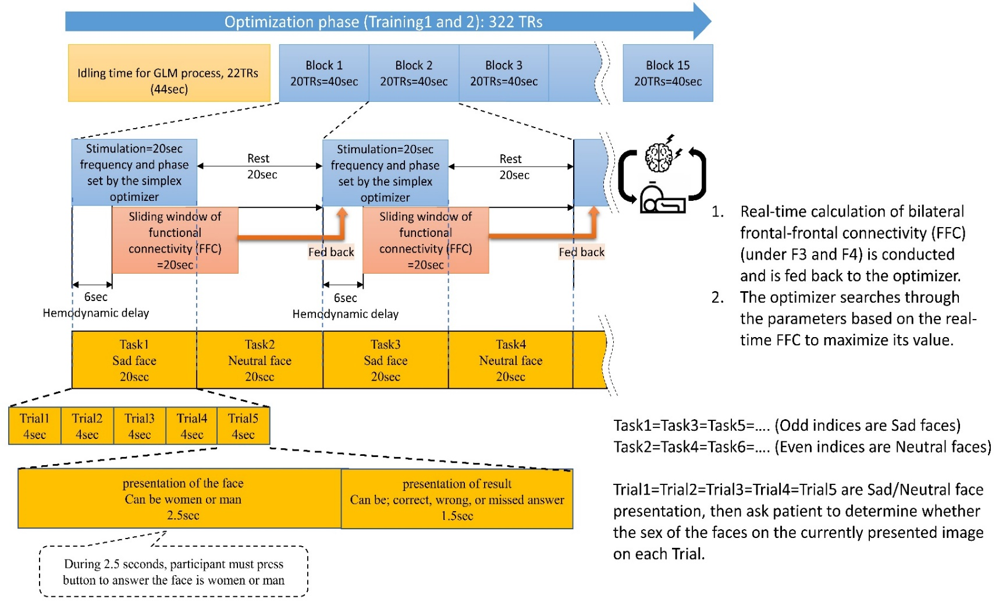 Optimization phase (Training1 and 2): 322 TRs
Idling time for GLM process, 22TRs
(44sec)
Block 1
20TRs=40sec
Block 2
20TRs=40sec
Block 3
20TRs=40sec
Block 15
20TRs=40sec
Stimulation=20sec
frequency and phase
set by the simplex
optimizer
Rest
20sec
Stimulation=20sec
frequency and phase
set by the simplex
optimizer
Rest
20sec
Sliding window of
functional
connectivity (FFC)
=20sec
Fed back
Sliding window of
functional
connectivity (FFC)
=20sec
Fed back
6sec
Hemodynamic delay
6sec
Hemodynamic delay
1. Real-time calculation of bilateral
frontal-frontal connectivity (FFC)
(under F3 and F4) is conducted
and is fed back to the optimizer.
2. The optimizer searches through
the parameters based on the real-
time FFC to maximize its value.
Task1
Sad face
20sec
Task2
Neutral face
20sec
Task3
Sad face
20sec
Task4
Neutral face
20sec
Trial1
4sec
Trial2
4sec
Trial3
4sec
Trial4
4sec
Trial5
4sec
presentation of the face
Can be women or man
2.5sec
presentation of result
Can be; correct, wrong, or missed answer
1.5sec
During 2.5 seconds, participant must press
button to answer the face is women or man
Task1=Task3=Task5=.... (Odd indices are Sad faces)
Task2=Task4=Task6=.... (Even indices are Neutral faces)
Trial1=Trial2=Trial3=Trial4=Trial5 are Sad/Neutral face
presentation, then ask patient to determine whether
the sex of the faces on the currently presented image
on each Trial.